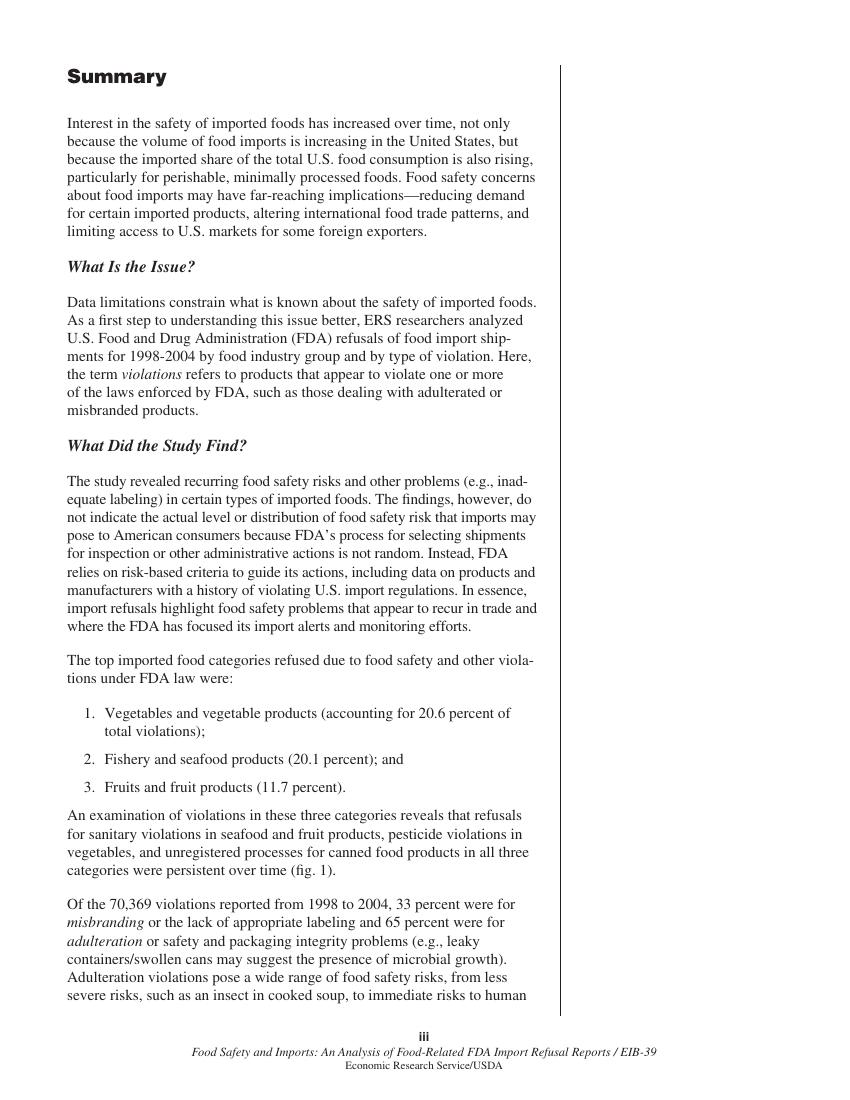 Summary
Interest in the safety of imported foods has increased over time, not only
because the volume of food imports is increasing in the United States, but
because the imported share of the total U.S. food consumption is also rising,
particularly for perishable, minimally processed foods. Food safety concerns
about food imports may have far-reaching implications—reducing demand
for certain imported products, altering international food trade patterns, and
limiting access to U.S. markets for some foreign exporters.
What Is the Issue?
Data limitations constrain what is known about the safety of imported foods.
As a first step to understanding this issue better, ERS researchers analyzed
U.S. Food and Drug Administration (FDA) refusals of food import ship-
ments for 1998-2004 by food industry group and by type of violation. Here,
the term violations refers to products that appear to violate one or more
of the laws enforced by FDA, such as those dealing with adulterated or
misbranded products.
What Did the Study Find?
The study revealed recurring food safety risks and other problems (e.g., inad-
equate labeling) in certain types of imported foods. The findings, however, do
not indicate the actual level or distribution of food safety risk that imports may
pose to American consumers because FDA's process for selecting shipments
for inspection or other administrative actions is not random. Instead, FDA
relies on risk-based criteria to guide its actions, including data on products and
manufacturers with a history of violating U.S. import regulations. In essence,
import refusals highlight food safety problems that appear to recur in trade and
where the FDA has focused its import alerts and monitoring efforts.
The top imported food categories refused due to food safety and other viola-
tions under FDA law were:
1. Vegetables and vegetable products (accounting for 20.6 percent of
total violations);
2. Fishery and seafood products (20.1 percent); and
3. Fruits and fruit products (11.7 percent).
An examination of violations in these three categories reveals that refusals
for sanitary violations in seafood and fruit products, pesticide violations in
vegetables, and unregistered processes for canned food products in all three
categories were persistent over time (fig. 1).
Of the 70,369 violations reported from 1998 to 2004, 33 percent were for
misbranding or the lack of appropriate labeling and 65 percent were for
adulteration or safety and packaging integrity problems (e.g., leaky
containers/swollen cans may suggest the presence of microbial growth).
Adulteration violations pose a wide range of food safety risks, from less
severe risks, such as an insect in cooked soup, to immediate risks to human
iii
Food Safety and Imports: An Analysis of Food-Related FDA Import Refusal Reports / EIB-39
Economic Research Service/USDA